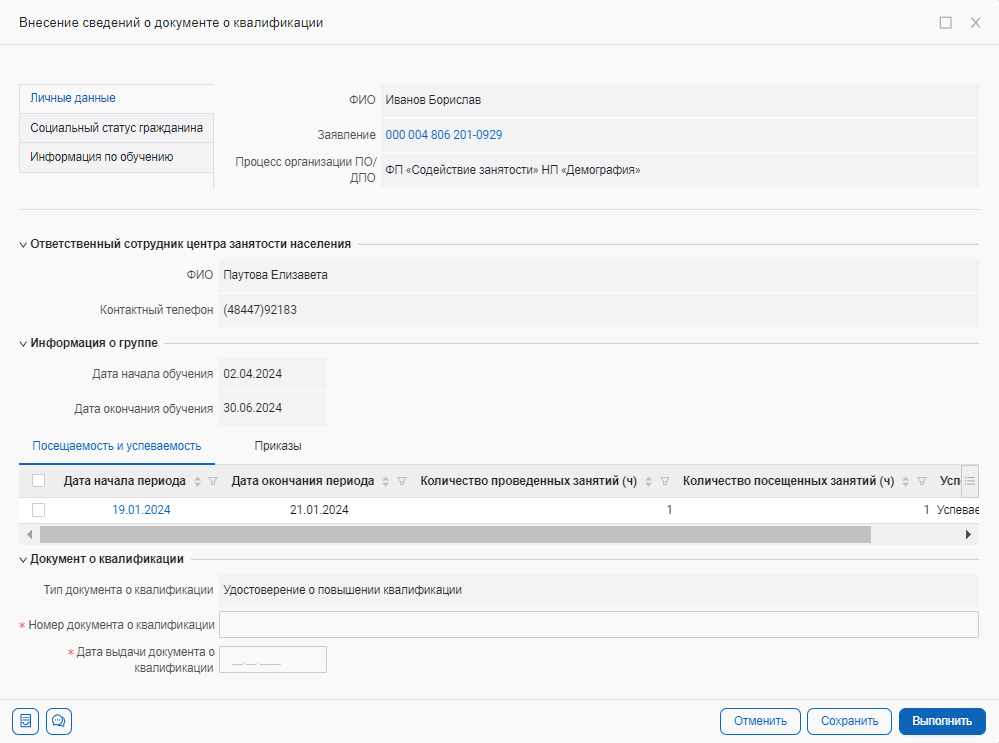 Внесение сведений о документе о квалификации
Личные данные
Социальный статус гражданина
Информация по обучению
ФИО Иванов Борислав
Заявление 000 004 806 201-0929
Процесс организации ПО/
ДПО ФП «Содействие занятости» НП «Демография»
Ответственный сотрудник центра занятости населения
ФИО Паутова Елизавета
Контактный телефон (48447)92183
Информация о группе
Дата начала обучения 02.04.2024
Дата окончания обучения 30.06.2024
Посещаемость и успеваемость Приказы
Дата начала периода Дата окончания периода Количество проведенных занятий (ч) Количество посещенных занятий (ч) Усп
19.01.2024 21.01.2024 1 1 Успевае
Документ о квалификации
Тип документа о квалификации Удостоверение о повышении квалификации
* Номер документа о квалификации
* Дата выдачи документа о
квалификации __.__.____
Отменить Сохранить Выполнить